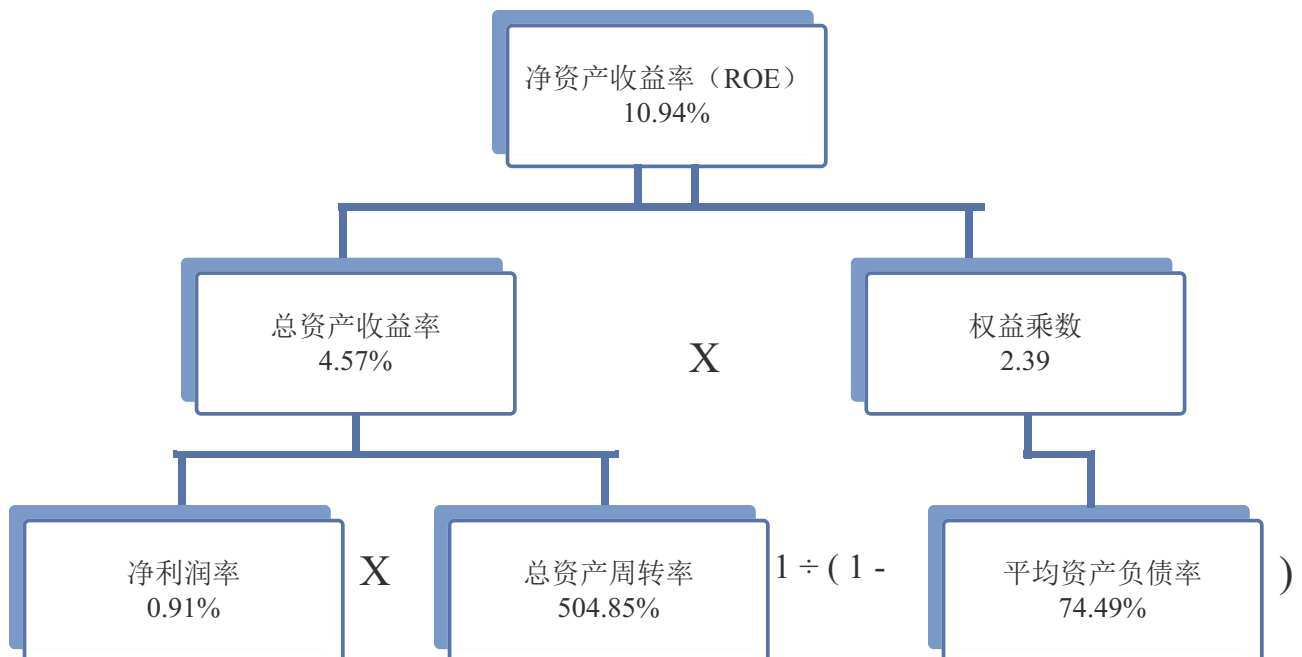 净资产收益率（ROE）
10.94%
总资产收益率
4.57%
X
权益乘数
2.39
净利润率
0.91%
X
总资产周转率
504.85%
1 ÷ ( 1 -
平均资产负债率
74.49%
)